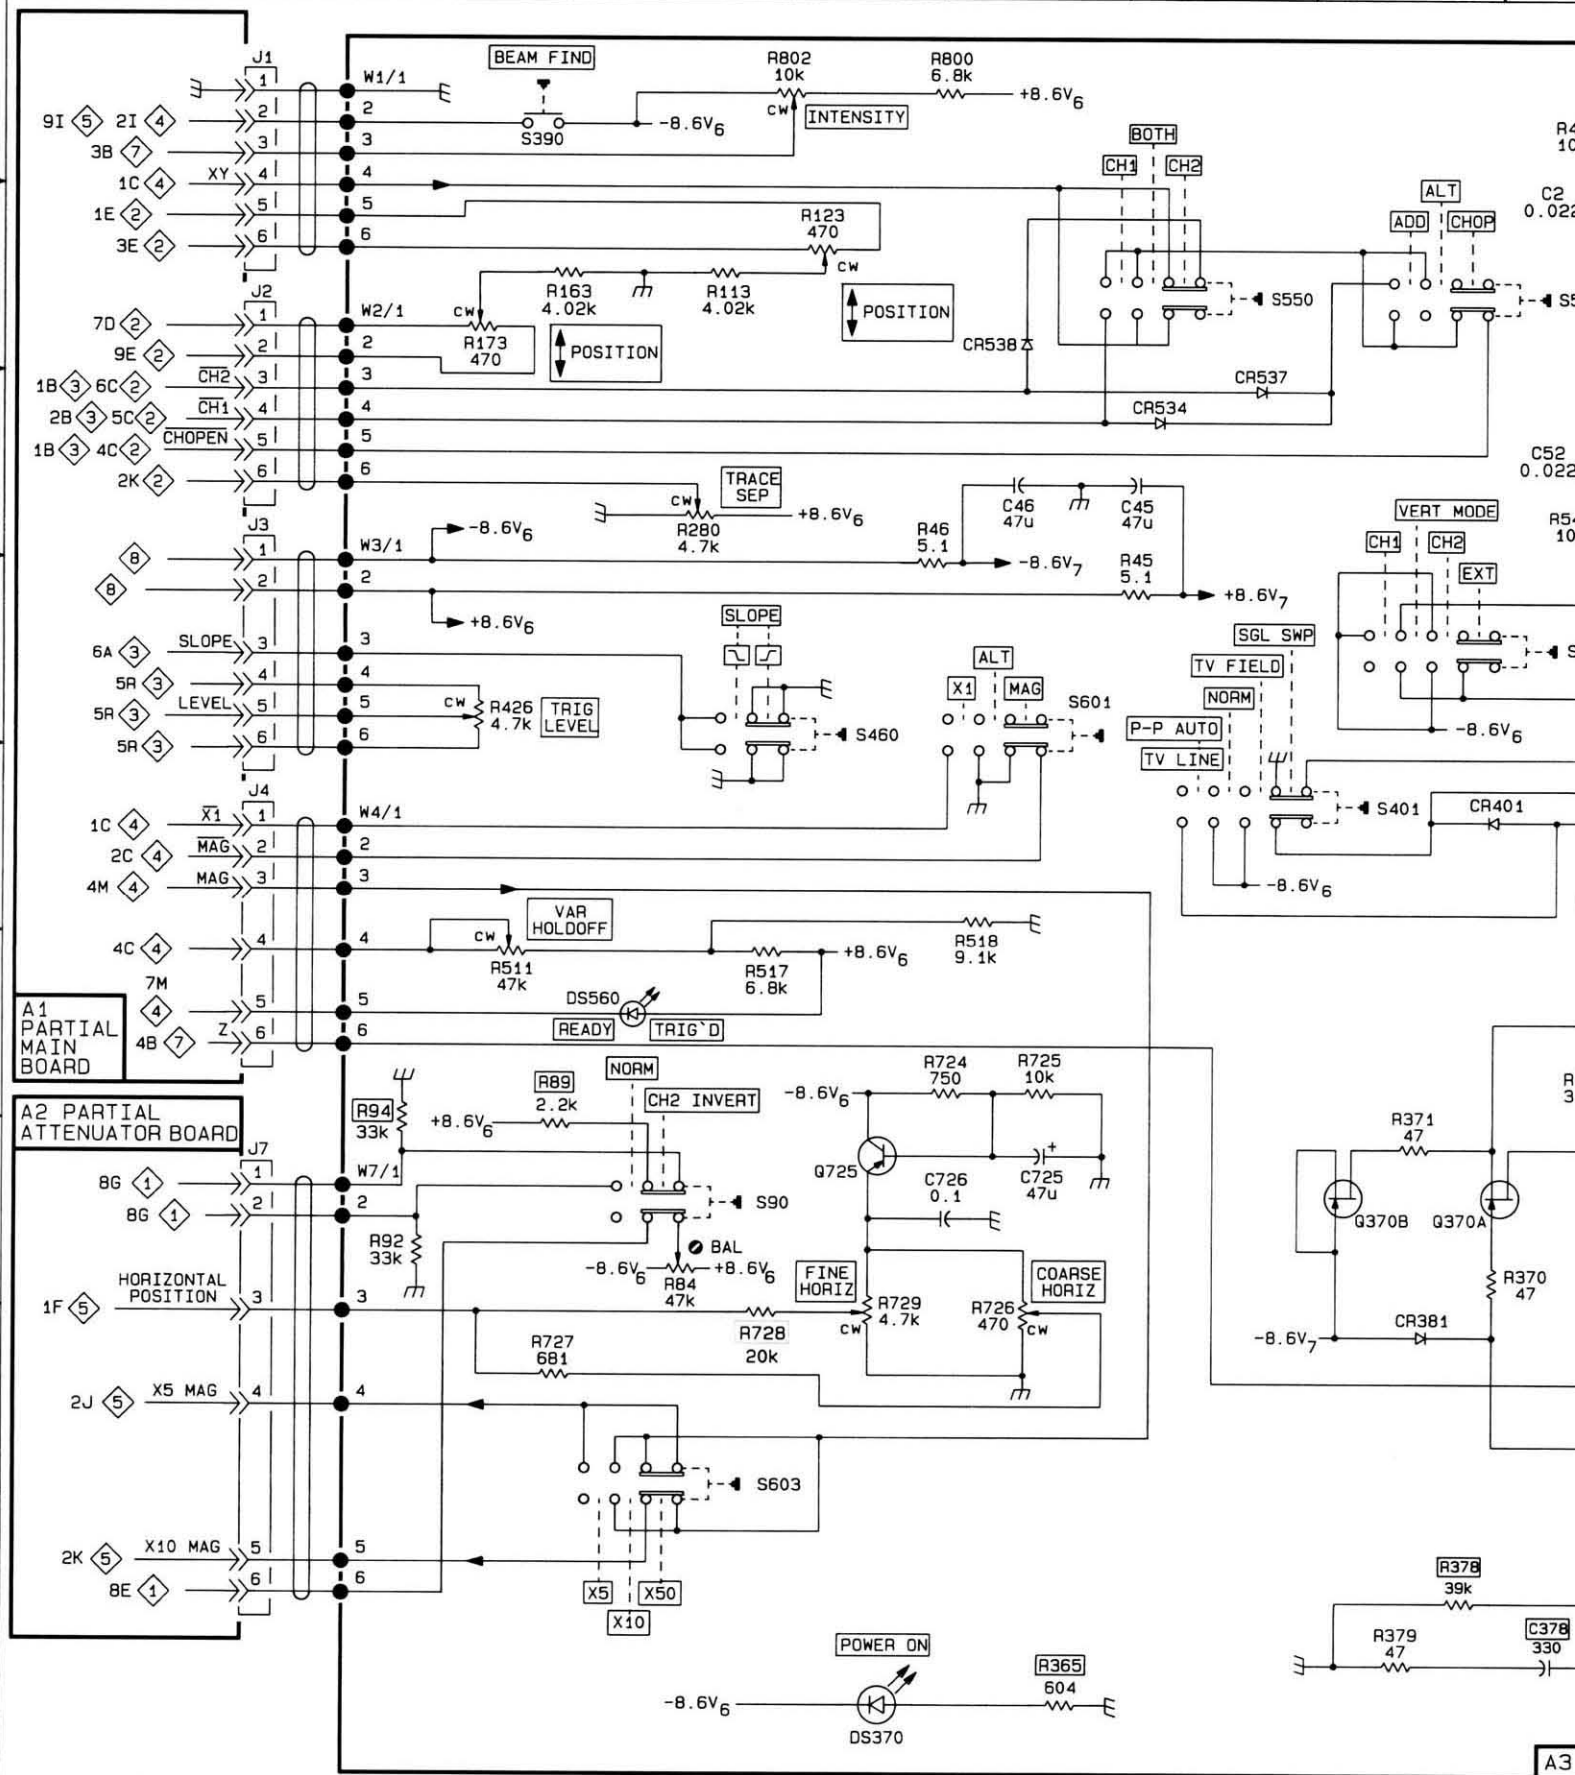 J1
1 W1/1
BEAM FIND
R802
10k
R800
6.8k
+8.6V6
9I 5 2I 4 2 2
S390
-8.6V6
CW
INTENSITY
3B 7 3 3
1C 4 XY 4 4
1E 2 5 5
3E 2 6 6
R123
470
CW
BOTH
CH1 CH2
ALT
ADD CHOP
C2
S550
R163
4.02k
R113
4.02k
POSITION
J2
7D 2 1 W2/1
CW
R173
470
POSITION
9E 2 2 2
CR538
1B 3 6C 2 CH2 3 3
CR537
2B 3 5C 2 CH1 4 4
CR534
1B 3 4C 2 CHOPEN 5 5
2K 2 6 6
TRACE
SEP
CW
R280
4.7k
+8.6V6
C46
47u
C45
47u
C52
R46
5.1
-8.6V7
R45
5.1
+8.6V7
VERT MODE
CH1 CH2
EXT
-8.6V6
J3
8 1 W3/1
-8.6V6
8 2 2
+8.6V6
6A 3 SLOPE 3 3
5R 3 4 4
5R 3 LEVEL 5 5
5R 3 6 6
CW
R426
4.7k
TRIG
LEVEL
SLOPE
S460
ALT
X1 MAG
S601
SGL SWP
TV FIELD
NORM
P-P AUTO
TV LINE
S401
CR401
-8.6V6
J4
1C 4 X1 1 W4/1
2C 4 MAG 2 2
4M 4 MAG 3 3
VAR
HOLDOFF
4C 4 4 4
CW
R511
47k
R517
6.8k
+8.6V6
R518
9.1k
7M
4 5 5
DS560
READY TRIG`D
4B 7 Z 6 6
A1
PARTIAL
MAIN
BOARD
A2 PARTIAL
ATTENUATOR BOARD
J7
8G 1 1 W7/1
8G 1 2 2
R94
33k
R92
33k
+8.6V6
R89
2.2k
NORM
CH2 INVERT
S90
BAL
-8.6V6 +8.6V6
R84
47k
-8.6V6
R724
750
R725
10k
Q725
C726
0.1
+
C725
47u
R371
47
Q370B Q370A
R370
47
-8.6V7
CR381
HORIZONTAL
POSITION
1F 5 3 3
R728
20k
R727
681
FINE
HORIZ
R729
4.7k
CW
COARSE
HORIZ
R726
470
CW
2J 5 X5 MAG 4 4
S603
2K 5 X10 MAG 5 5
8E 1 6 6
X5 X50
X10
POWER ON
-8.6V6
DS370
R365
604
R378
39k
R379
47
C378
330
A3